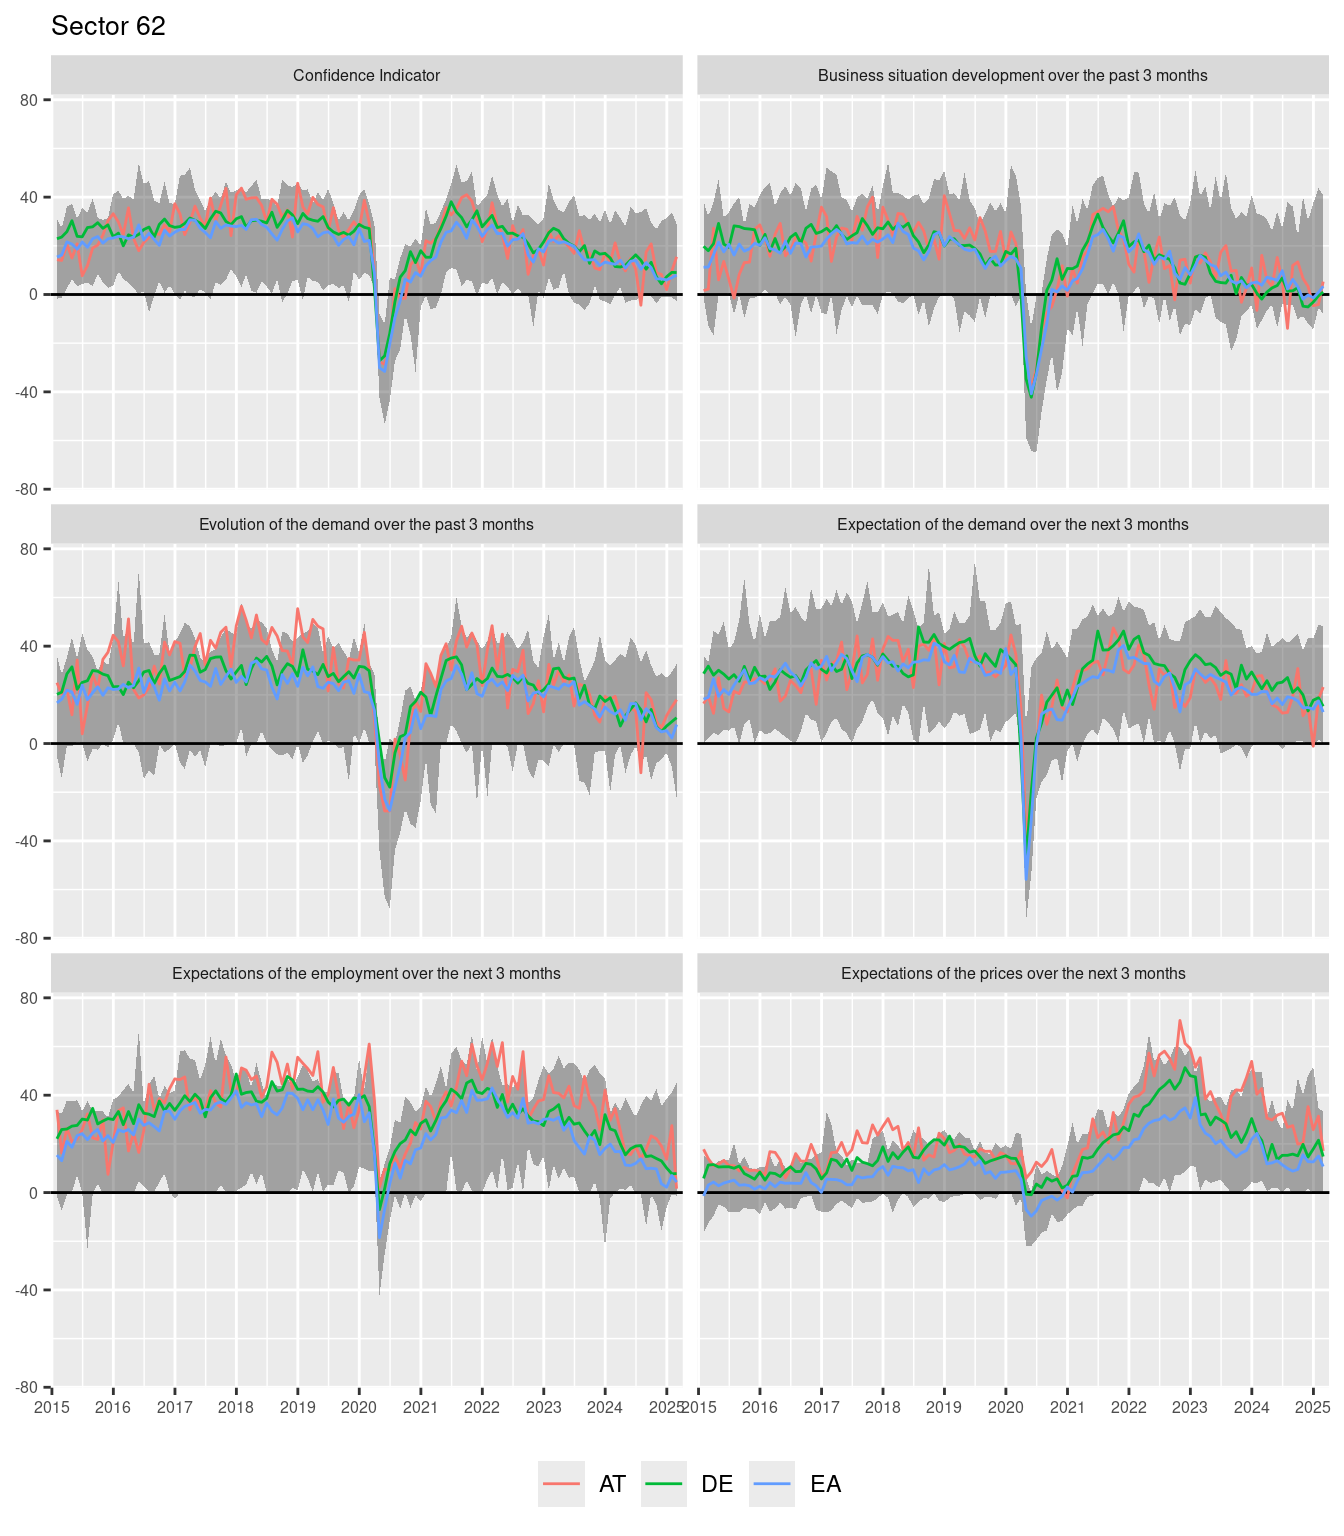 Sector 62
Confidence Indicator
Business situation development over the past 3 months
80
40
0
-40
-80
Evolution of the demand over the past 3 months
Expectation of the demand over the next 3 months
80
40
0
-40
-80
Expectations of the employment over the next 3 months
Expectations of the prices over the next 3 months
80
40
0
-40
-80
2015 2016 2017 2018 2019 2020 2021 2022 2023 2024 2025
2015 2016 2017 2018 2019 2020 2021 2022 2023 2024 2025
AT DE EA